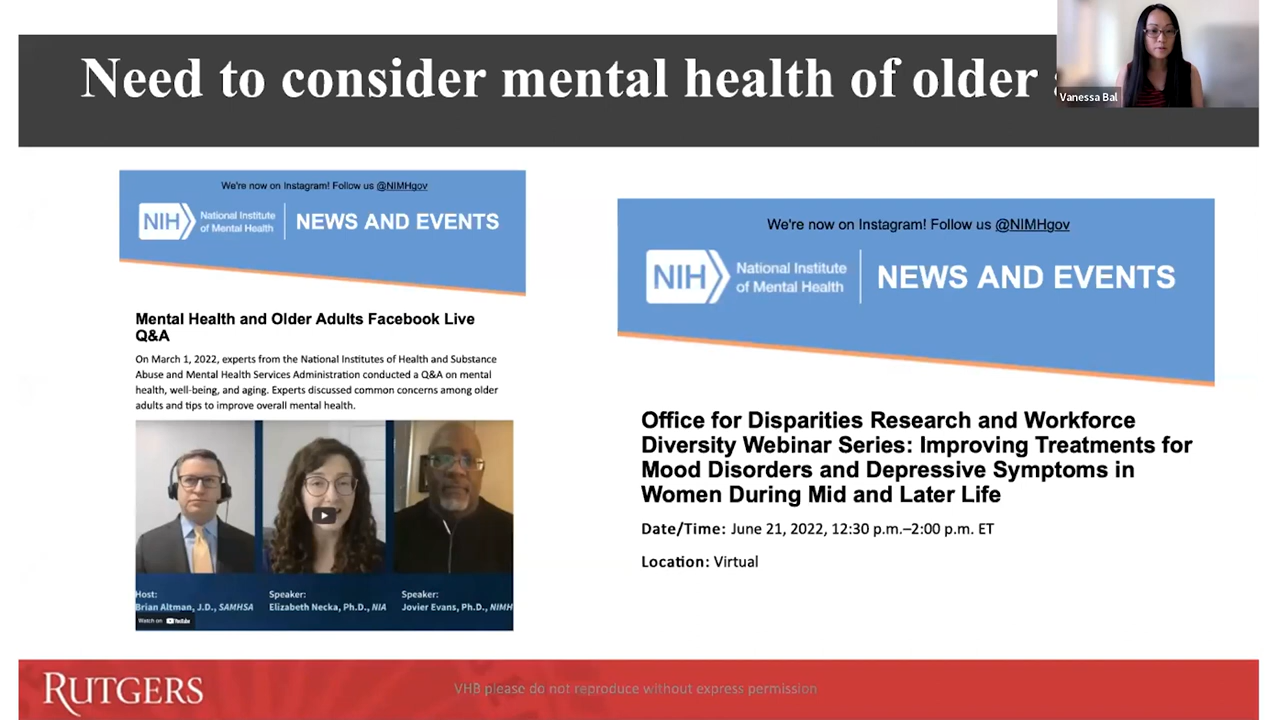 Need to consider mental health of older
Vanessa Bal
We're now on Instagram! Follow us @NIMHgov
NIH
National Institute
of Mental Health
NEWS AND EVENTS
Mental Health and Older Adults Facebook Live
Q&A
On March 1, 2022, experts from the National Institutes of Health and Substance
Abuse and Mental Health Services Administration conducted a Q&A on mental
health, well-being, and aging. Experts discussed common concerns among older
adults and tips to improve overall mental health.
Host:
Brian Altman, J.D., SAMHSA
Speaker:
Elizabeth Necka, Ph.D., NIA
Speaker:
Jovier Evans, Ph.D., NIMH
Watch on YouTube
We're now on Instagram! Follow us @NIMHgov
NIH
National Institute
of Mental Health
NEWS AND EVENTS
Office for Disparities Research and Workforce
Diversity Webinar Series: Improving Treatments for
Mood Disorders and Depressive Symptoms in
Women During Mid and Later Life
Date/Time: June 21, 2022, 12:30 p.m.–2:00 p.m. ET
Location: Virtual
RUTGERS
VHB please do not reproduce without express permission